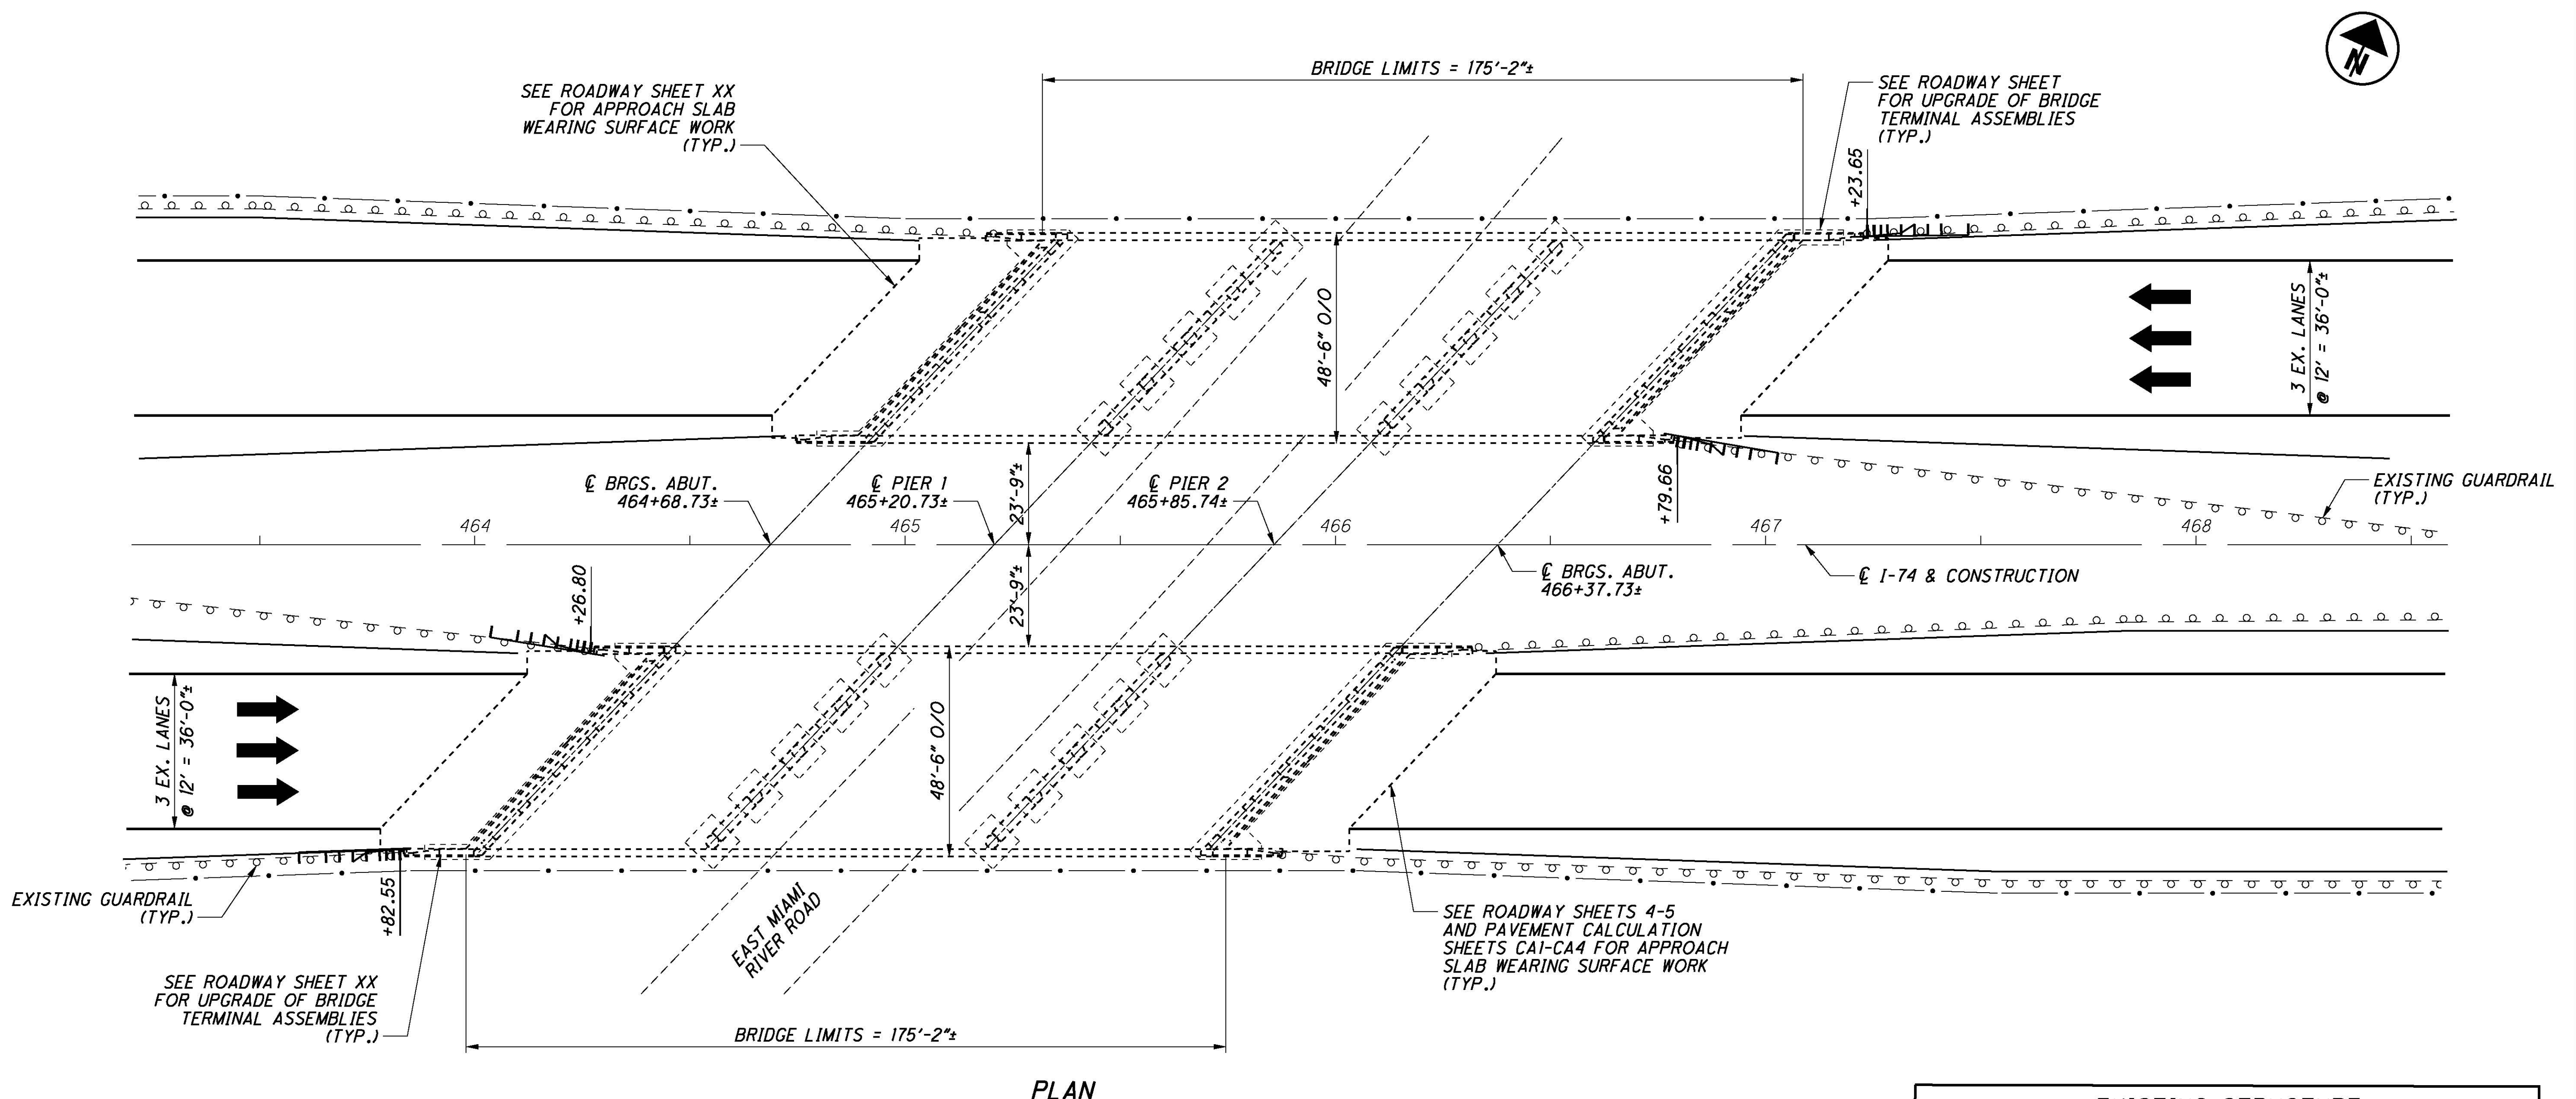 N
BRIDGE LIMITS = 175'-2"±
SEE ROADWAY SHEET XX
FOR APPROACH SLAB
WEARING SURFACE WORK
(TYP.)
SEE ROADWAY SHEET
FOR UPGRADE OF BRIDGE
TERMINAL ASSEMBLIES
(TYP.)
+23.65
48'-6" O/O
3 EX. LANES
@ 12' = 36'-0"±
℄ BRGS. ABUT.
464+68.73±
℄ PIER 1
465+20.73±
23'-9"±
℄ PIER 2
465+85.74±
+79.66
EXISTING GUARDRAIL
(TYP.)
464
465
466
467
468
+26.80
23'-9"±
℄ BRGS. ABUT.
466+37.73±
℄ I-74 & CONSTRUCTION
3 EX. LANES
@ 12' = 36'-0"±
48'-6" O/O
EXISTING GUARDRAIL
(TYP.)
+82.55
EAST MIAMI
RIVER ROAD
SEE ROADWAY SHEETS 4-5
AND PAVEMENT CALCULATION
SHEETS CA1-CA4 FOR APPROACH
SLAB WEARING SURFACE WORK
(TYP.)
SEE ROADWAY SHEET XX
FOR UPGRADE OF BRIDGE
TERMINAL ASSEMBLIES
(TYP.)
BRIDGE LIMITS = 175'-2"±
PLAN